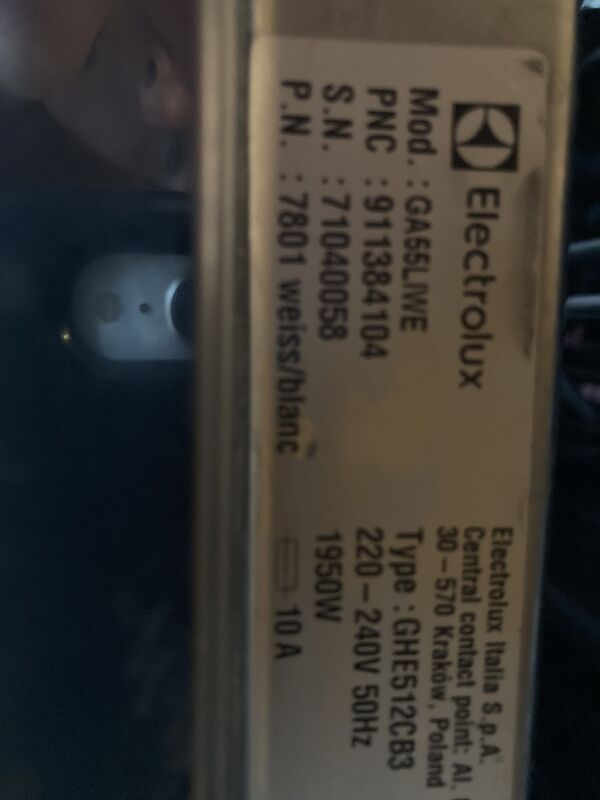 Electrolux
Mod. : GA55LIWE
PNC : 911384104
S.N. : 71040058
P.N. : 7801 weiss/blanc
Electrolux Italia S.p.A.
Central contact point: Al.
30-570 Kraków, Poland
Type : GHE512CB3
220-240V 50Hz
1950W
10 A